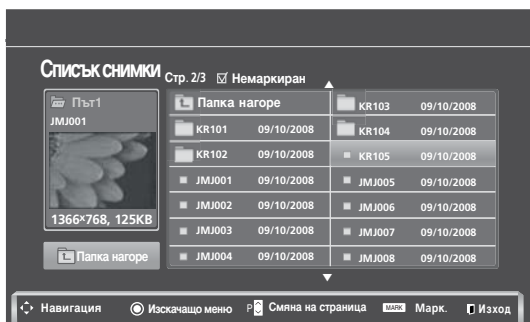 Списък снимки Стр. 2/3 Немаркиран
Път1
JMJ001
1366×768, 125KB
Папка нагоре
Папка нагоре
KR101 09/10/2008
KR102 09/10/2008
JMJ001 09/10/2008
JMJ002 09/10/2008
JMJ003 09/10/2008
JMJ004 09/10/2008
KR103 09/10/2008
KR104 09/10/2008
KR105 09/10/2008
JMJ005 09/10/2008
JMJ006 09/10/2008
JMJ007 09/10/2008
JMJ008 09/10/2008
Навигация Изскачащо меню P Смяна на страница MARK Марк. Изход